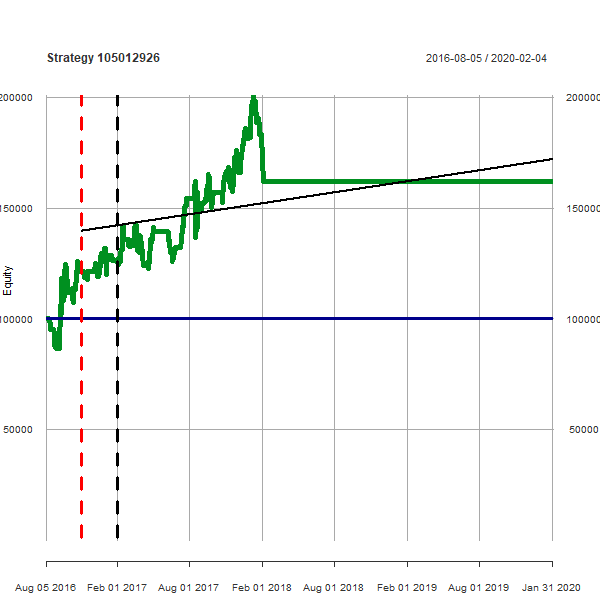 Strategy 105012926
2016-08-05 / 2020-02-04
200000
200000
150000
150000
Equity
100000
100000
50000
50000
Aug 05 2016
Feb 01 2017
Aug 01 2017
Feb 01 2018
Aug 01 2018
Feb 01 2019
Aug 01 2019
Jan 31 2020